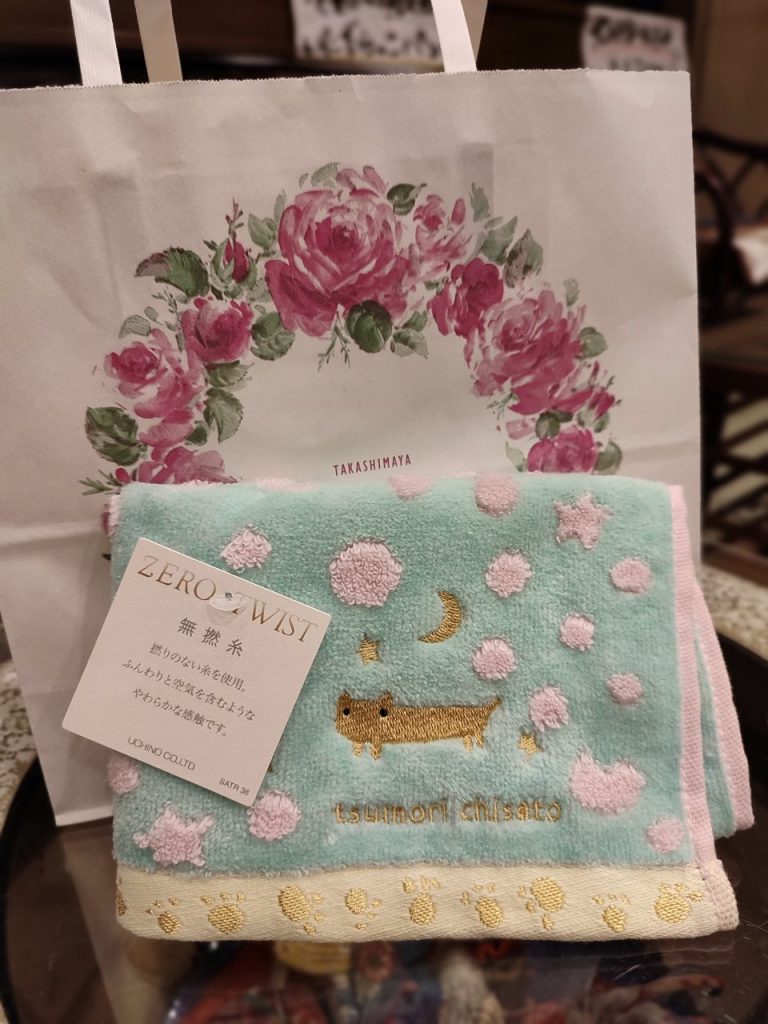 TAKASHIMAYA
ZERO-TWIST
無撚糸
撚りのない糸を使用。
ふんわりと空気を含むような
やわらかな感触です。
UCHINO CO.,LTD.
SATR 36
tsumori chisato